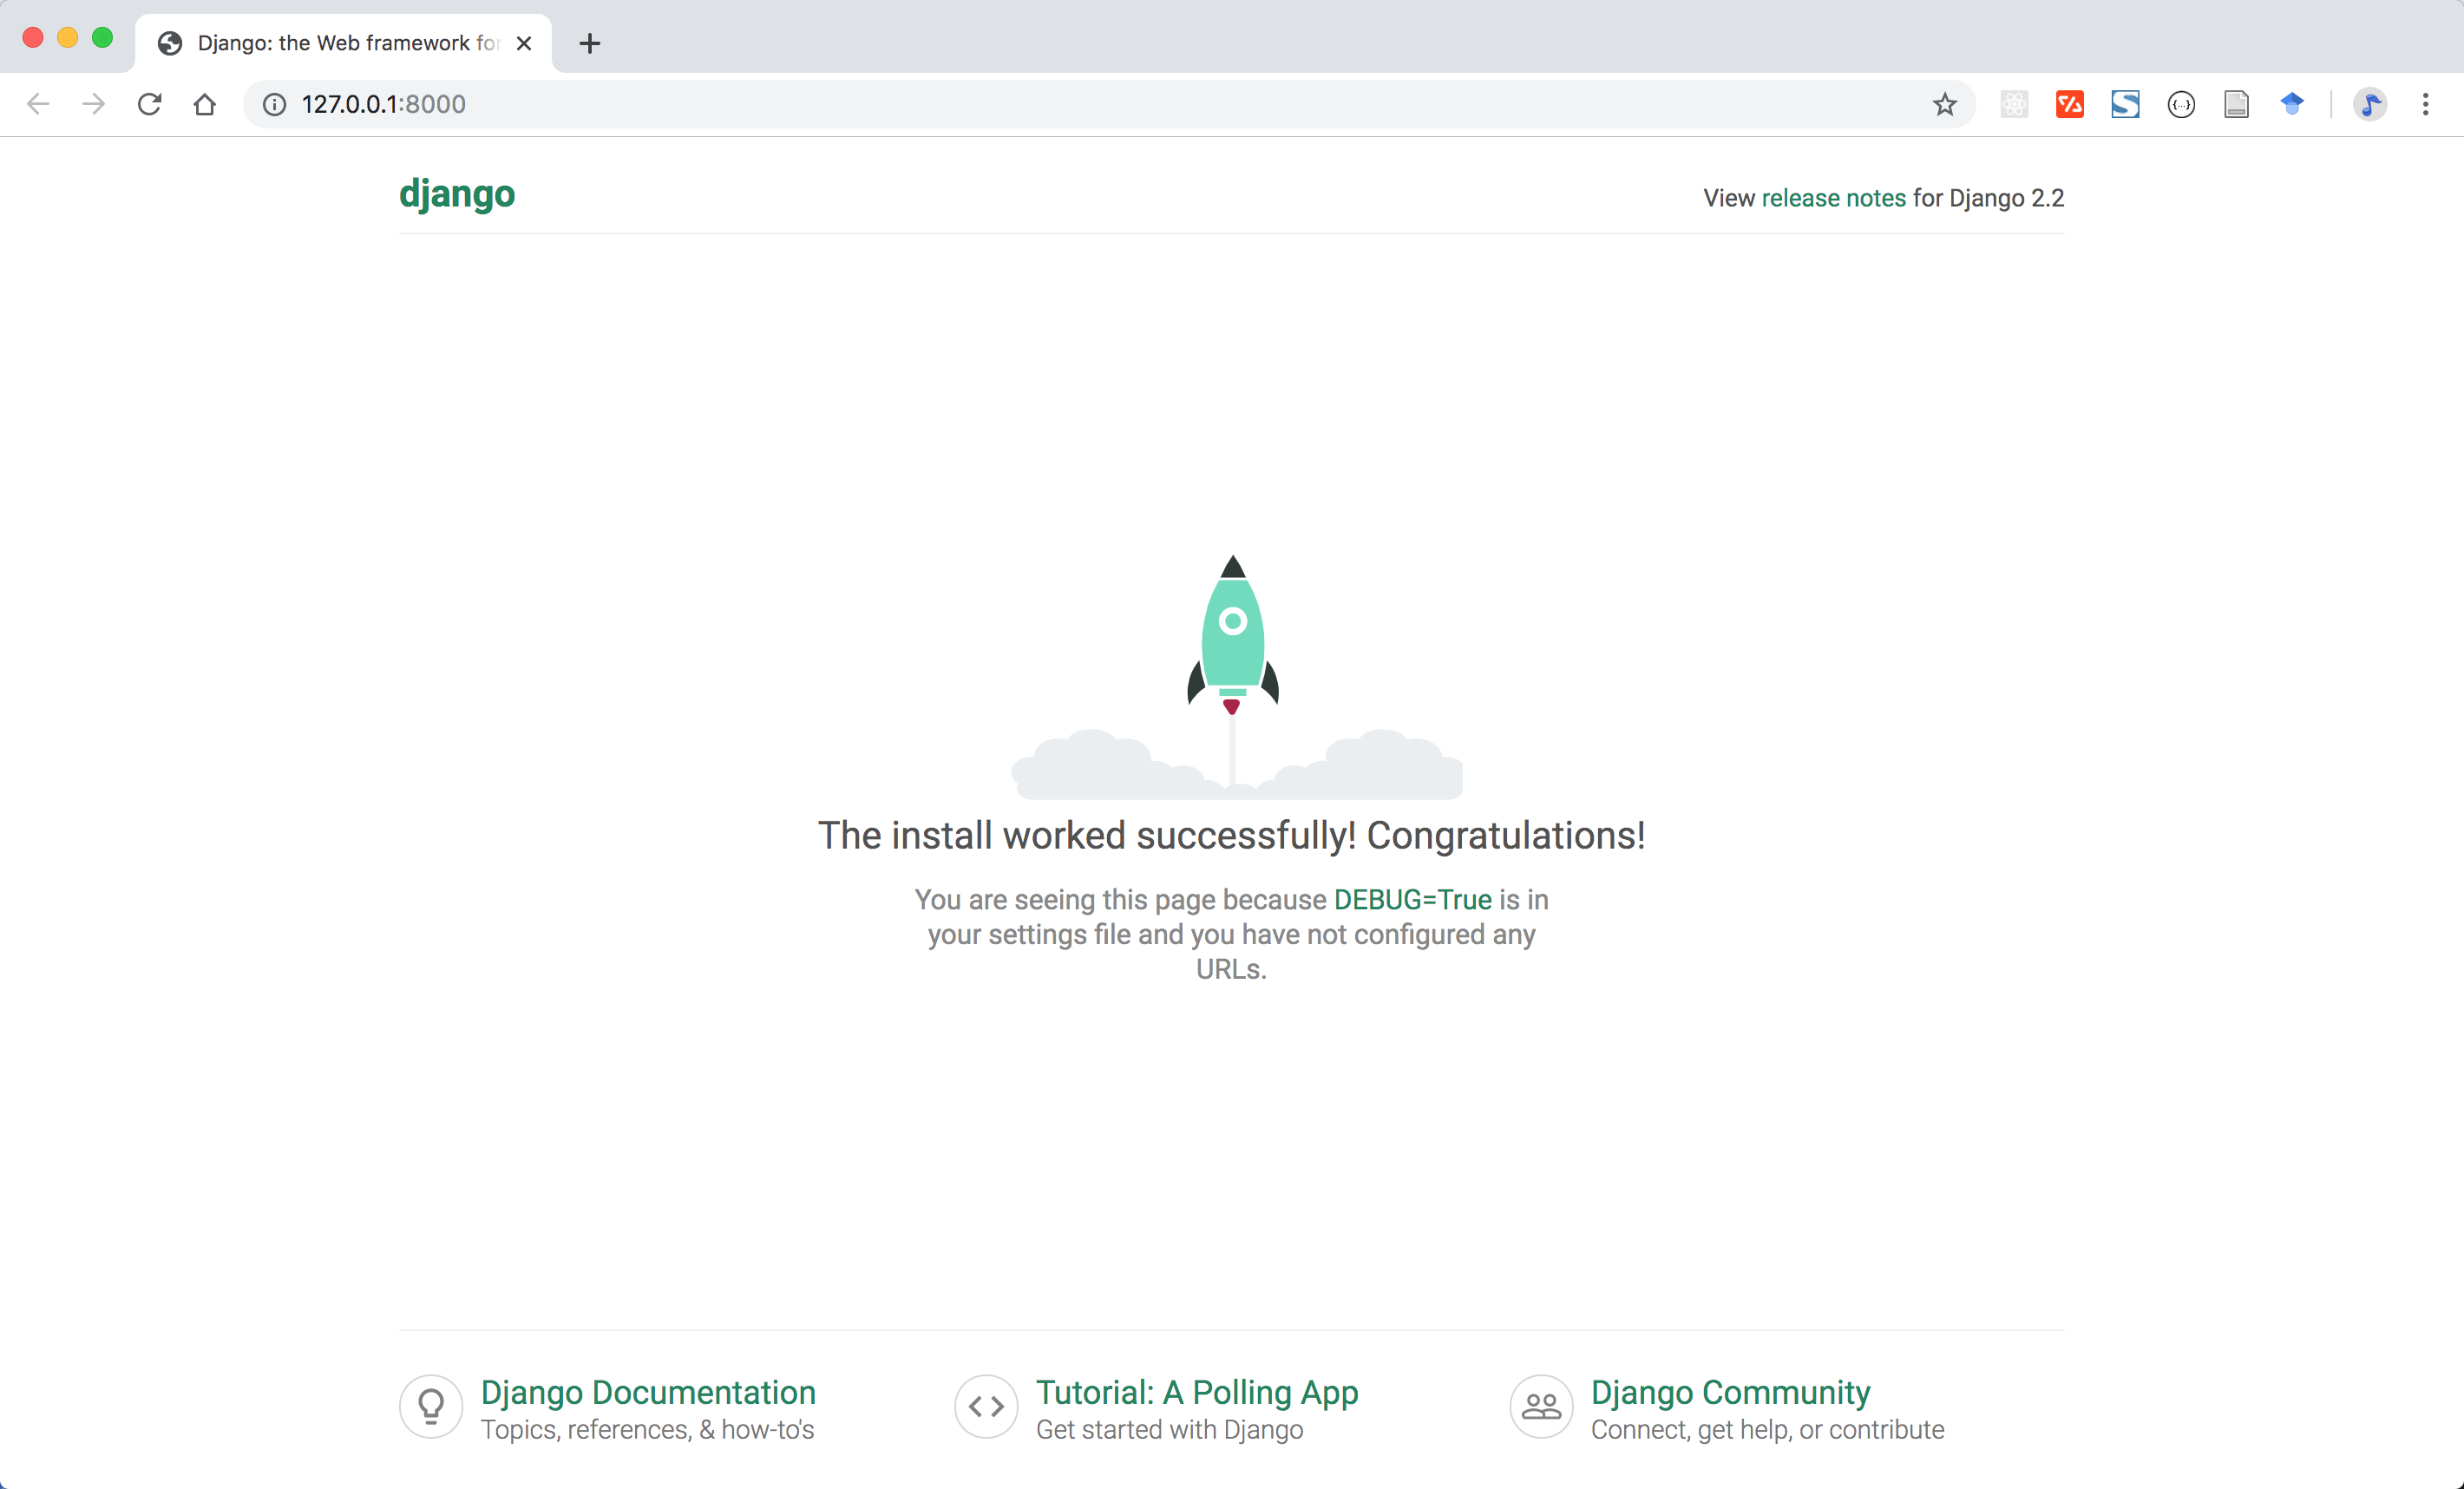 Django: the Web framework for
127.0.0.1:8000
django
View release notes for Django 2.2
The install worked successfully! Congratulations!
You are seeing this page because DEBUG=True is in
your settings file and you have not configured any
URLs.
Django Documentation
Topics, references, & how-to's
Tutorial: A Polling App
Get started with Django
Django Community
Connect, get help, or contribute